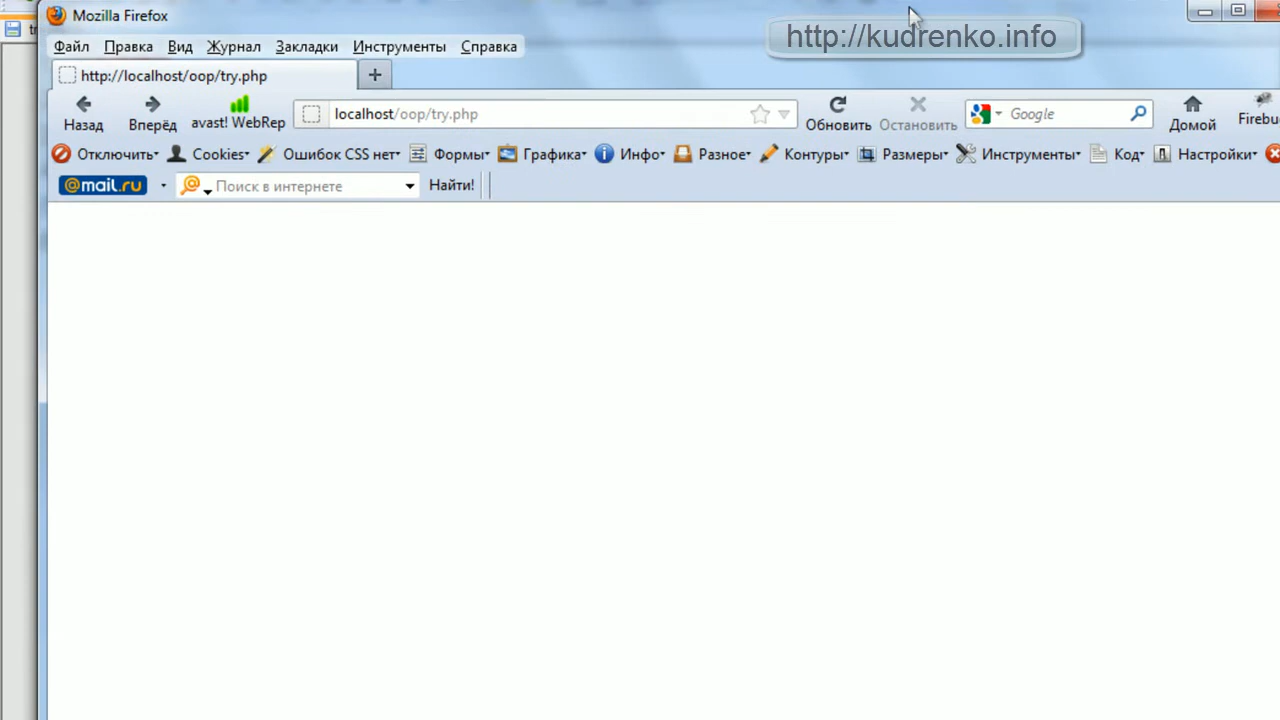 Mozilla Firefox
http://kudrenko.info
Файл Правка Вид Журнал Закладки Инструменты Справка
http://localhost/oop/try.php
Назад Вперёд avast! WebRep localhost/oop/try.php Обновить Остановить Google Домой Firebu
Отключить Cookies Ошибок CSS нет Формы Графика Инфо Разное Контуры Размеры Инструменты Код Настройки
@mail.ru Поиск в интернете Найти!